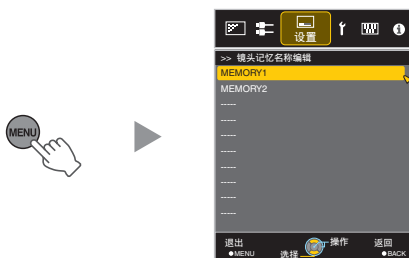 MENU
设置
>> 镜头记忆名称编辑
MEMORY1
MEMORY2
-----
-----
-----
-----
-----
-----
-----
-----
退出
●MENU
选择
操作
返回
●BACK